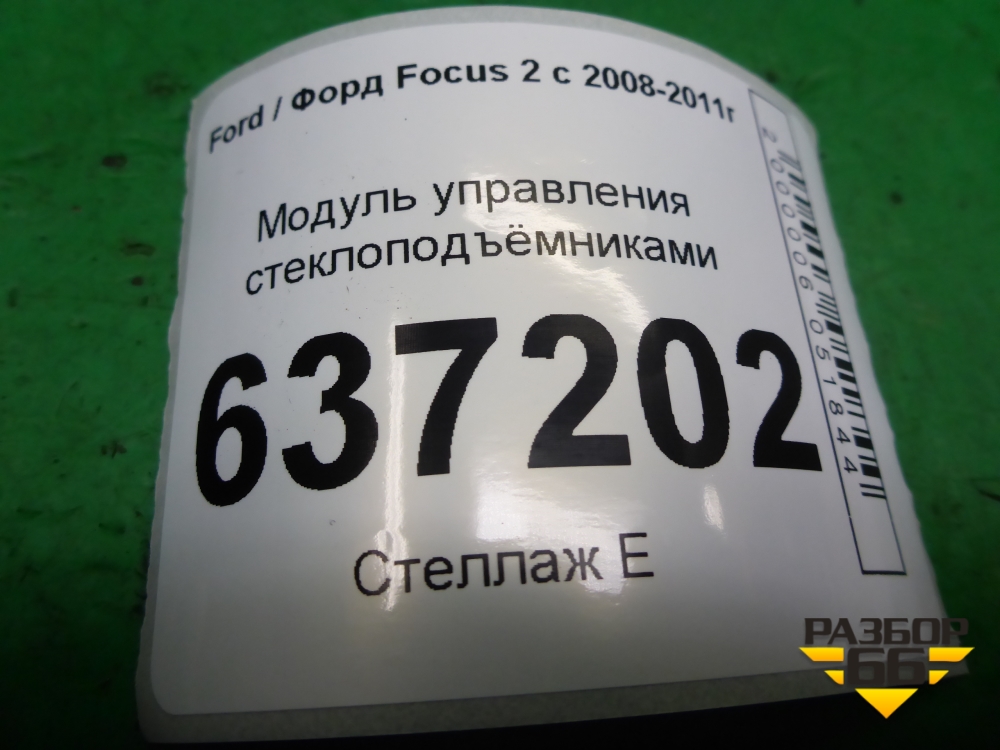 Ford / Форд Focus 2 с 2008-2011г
Модуль управления
стеклоподъёмниками
637202
Стеллаж Е
2000006051844
РАЗБОР
66